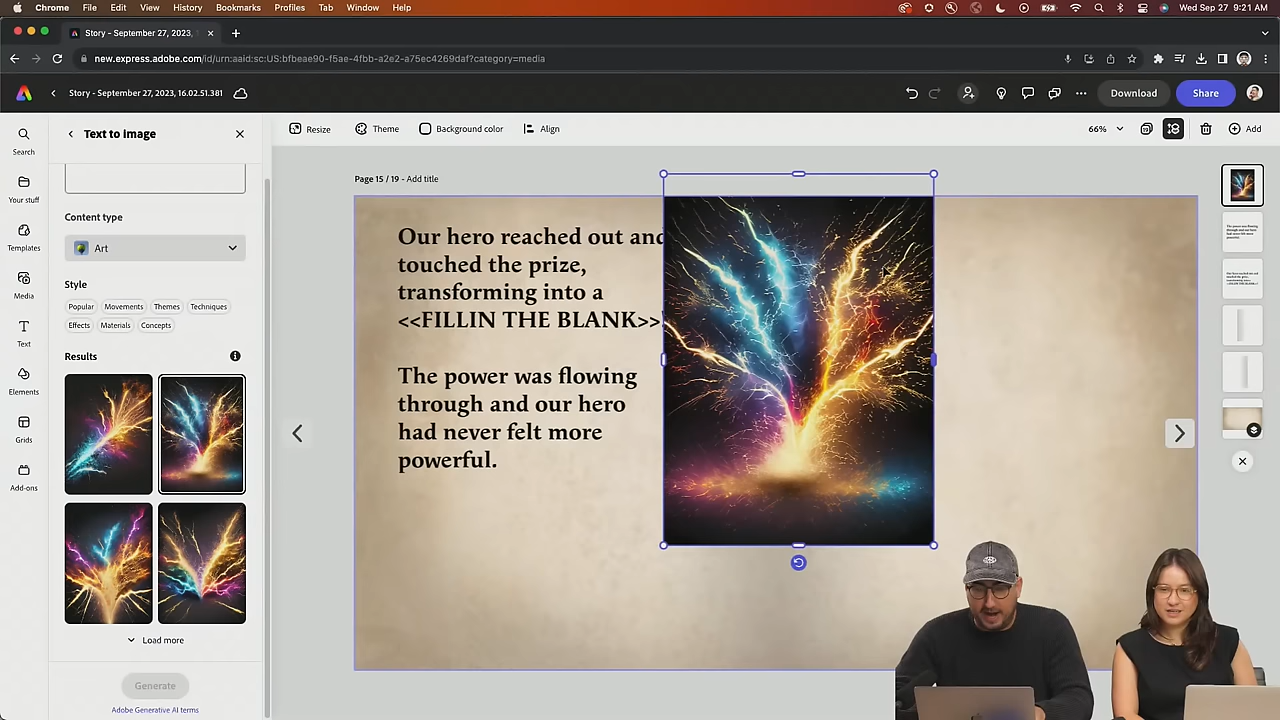 Chrome File Edit View History Bookmarks Profiles Tab Window Help Wed Sep 27 9:21 AM
Story - September 27, 2023,
new.express.adobe.com/id/urn:aaid:sc:US:bfbeae90-f5ae-4fbb-a2e2-a75ec4269daf?category=media
Story - September 27, 2023, 16.02.51.381
Download
Share
Search
Your stuff
Templates
Media
Text
Elements
Grids
Add-ons
Text to image
Content type
Art
Style
Popular Movements Themes Techniques
Effects Materials Concepts
Results
Load more
Generate
Adobe Generative AI terms
Resize Theme Background color Align 66% Add
Page 15 / 19 - Add title
Our hero reached out and
touched the prize,
transforming into a
<<FILLIN THE BLANK>>
The power was flowing
through and our hero
had never felt more
powerful.